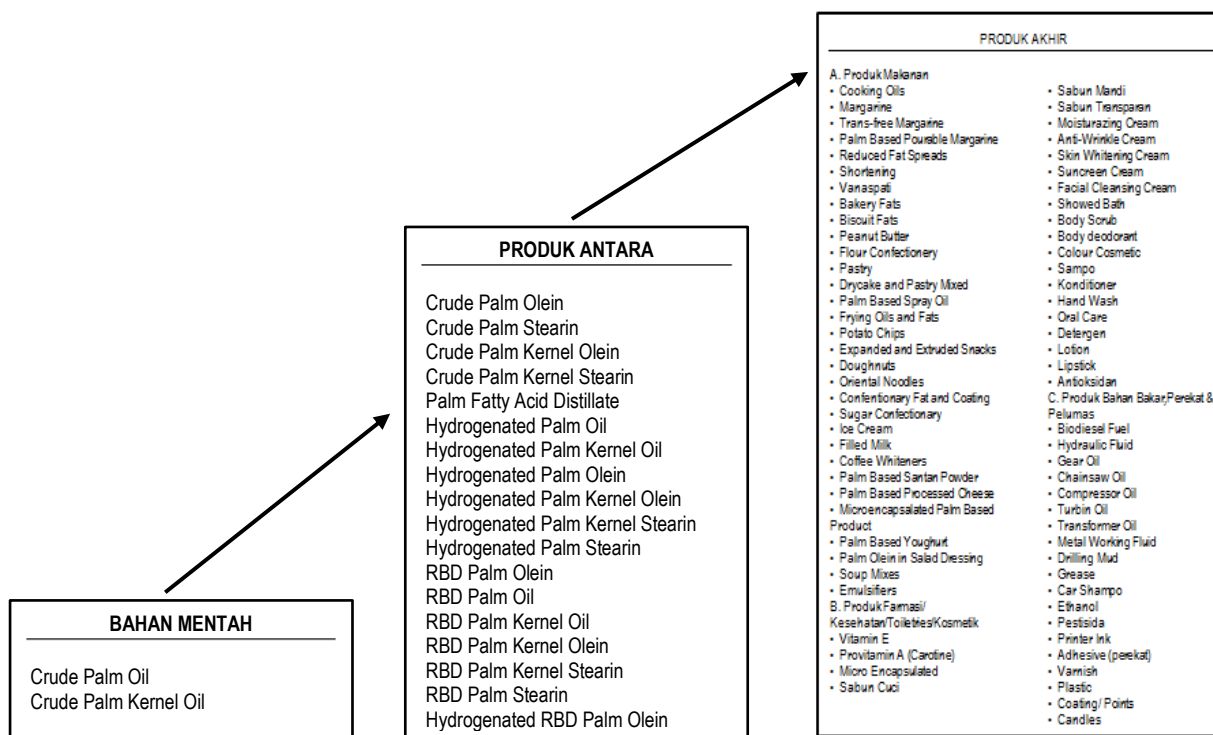 BAHAN MENTAH
Crude Palm Oil
Crude Palm Kernel Oil
PRODUK ANTARA
Crude Palm Olein
Crude Palm Stearin
Crude Palm Kernel Olein
Crude Palm Kernel Stearin
Palm Fatty Acid Distillate
Hydrogenated Palm Oil
Hydrogenated Palm Kernel Oil
Hydrogenated Palm Olein
Hydrogenated Palm Kernel Olein
Hydrogenated Palm Kernel Stearin
Hydrogenated Palm Stearin
RBD Palm Olein
RBD Palm Oil
RBD Palm Kernel Oil
RBD Palm Kernel Olein
RBD Palm Kernel Stearin
RBD Palm Stearin
Hydrogenated RBD Palm Olein
PRODUK AKHIR
A. Produk Makanan
• Cooking Oils
• Margarine
• Trans-free Margarine
• Palm Based Pourable Margarine
• Reduced Fat Spreads
• Shortening
• Vanaspati
• Bakery Fats
• Biscuit Fats
• Peanut Butter
• Flour Confectionery
• Pastry
• Drycake and Pastry Mixed
• Palm Based Spray Oil
• Frying Oils and Fats
• Potato Chips
• Expanded and Extruded Snacks
• Doughnuts
• Oriental Noodles
• Confentionary Fat and Coating
• Sugar Confectionary
• Ice Cream
• Filled Milk
• Coffee Whiteners
• Palm Based Santan Powder
• Palm Based Processed Cheese
• Microencapsalated Palm Based
Product
• Palm Based Youghurt
• Palm Olein in Salad Dressing
• Soup Mixes
• Emulsifiers
B. Produk Farmasi/
Kesehatan/Toiletries/Kosmetik
• Vitamin E
• Provitamin A (Carotine)
• Micro Encapsulated
• Sabun Cuci
• Sabun Mandi
• Sabun Transparan
• Moisturazing Cream
• Anti-Wrinkle Cream
• Skin Whitening Cream
• Suncreen Cream
• Facial Cleansing Cream
• Showed Bath
• Body Scrub
• Body deodorant
• Colour Cosmetic
• Sampo
• Konditioner
• Hand Wash
• Oral Care
• Detergen
• Lotion
• Lipstick
• Antioksidan
C. Produk Bahan Bakar,Perekat &
Pelumas
• Biodiesel Fuel
• Hydraulic Fluid
• Gear Oil
• Chainsaw Oil
• Compressor Oil
• Turbin Oil
• Transformer Oil
• Metal Working Fluid
• Drilling Mud
• Grease
• Car Shampo
• Ethanol
• Pestisida
• Printer Ink
• Adhesive (perekat)
• Varnish
• Plastic
• Coating/ Points
• Candles